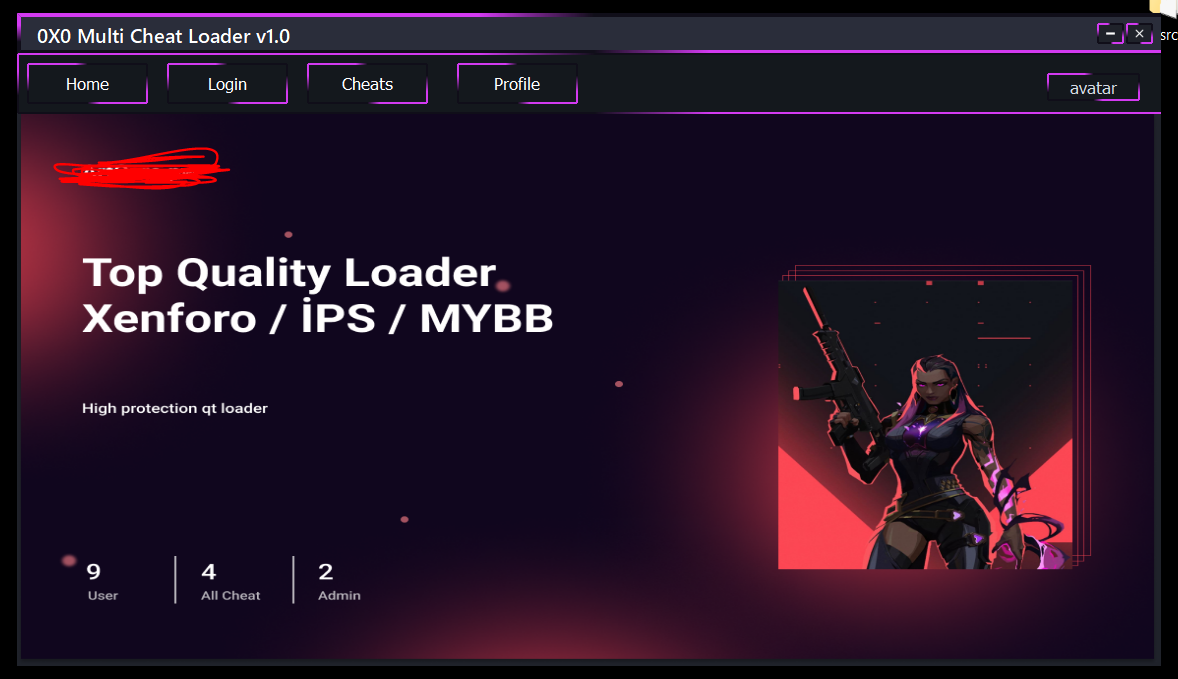 0X0 Multi Cheat Loader v1.0
src
Home Login Cheats Profile
avatar
Top Quality Loader
Xenforo / İPS / MYBB
High protection qt loader
9 4 2
User All Cheat Admin